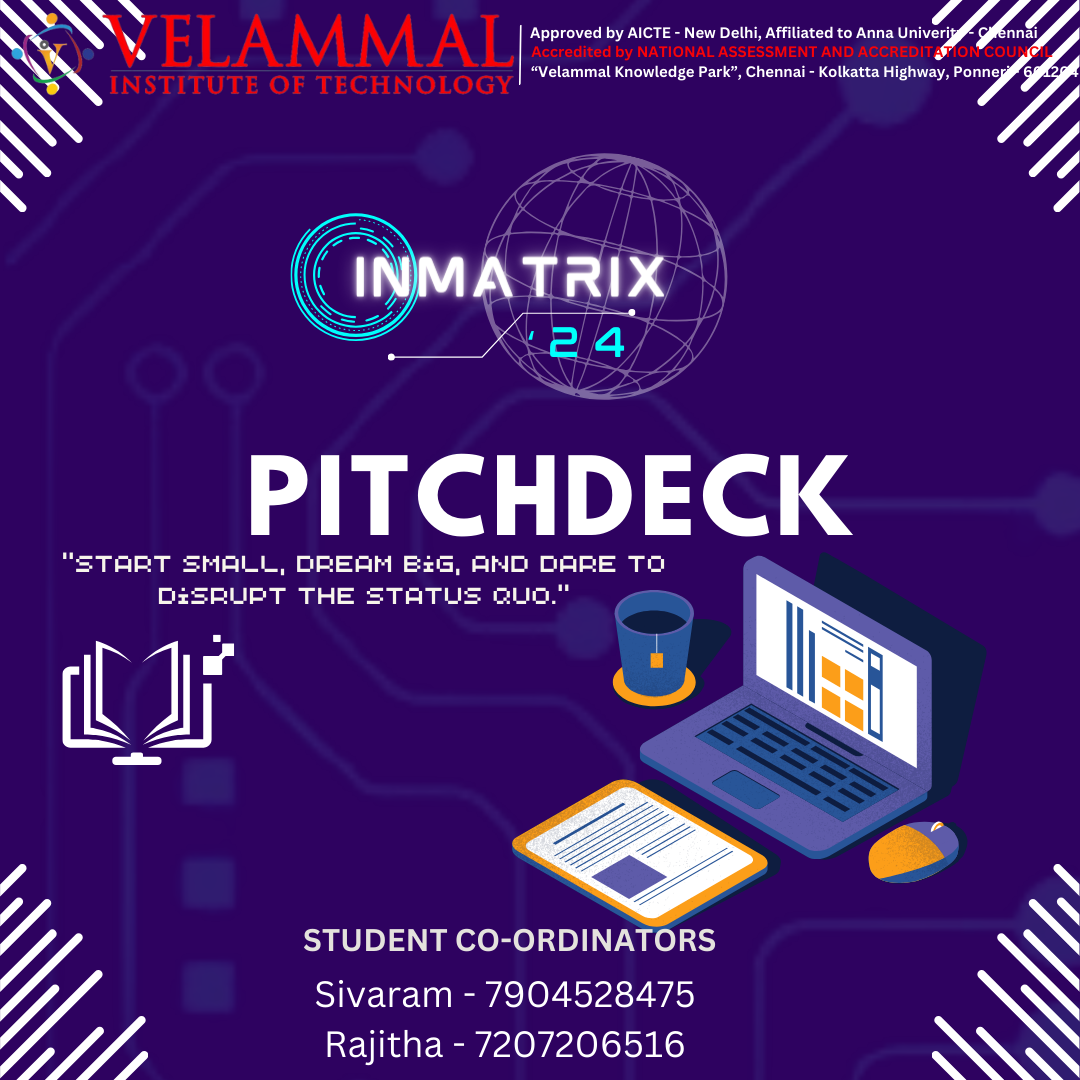 VELAMMAL
INSTITUTE OF TECHNOLOGY
Approved by AICTE - New Delhi, Affiliated to Anna Univerity - Chennai
Accredited by NATIONAL ASSESSMENT AND ACCREDITATION COUNCIL
“Velammal Knowledge Park”, Chennai - Kolkatta Highway, Ponneri - 601204
INMATRIX
'24
PITCHDECK
"START SMALL, DREAM BiG, AND DARE TO
DiSRUPT THE STATUS QUO."
STUDENT CO-ORDINATORS
Sivaram - 7904528475
Rajitha - 7207206516